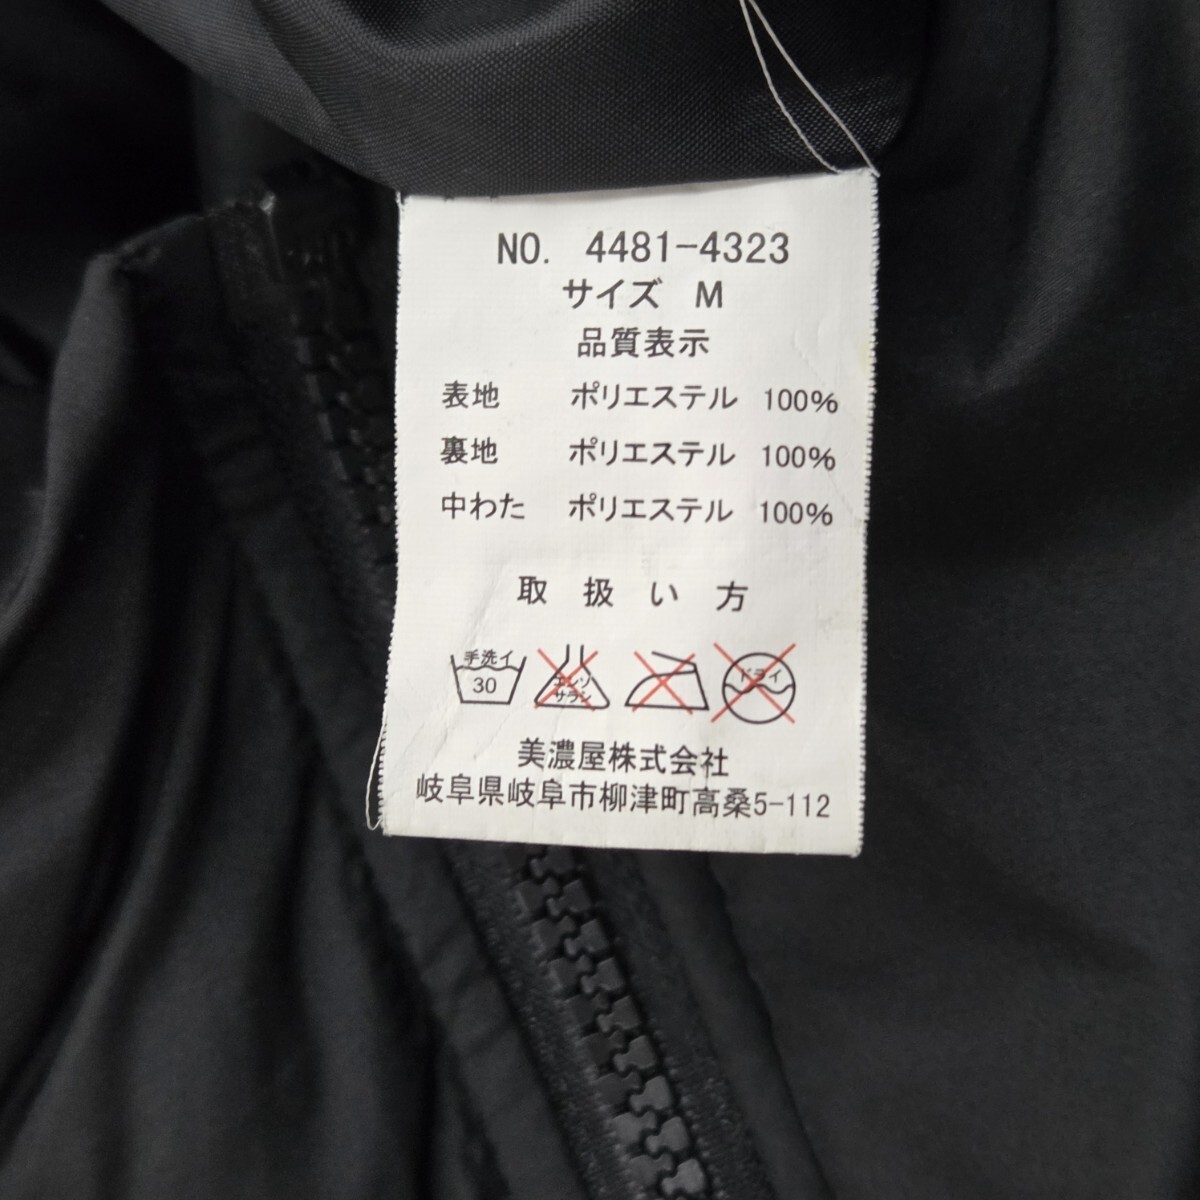 NO. 4481-4323
サイズ M
品質表示
表地 ポリエステル 100%
裏地 ポリエステル 100%
中わた ポリエステル 100%
取扱い方
手洗イ
30
エンソ
サラシ
ドライ
美濃屋株式会社
岐阜県岐阜市柳津町高桑5-112